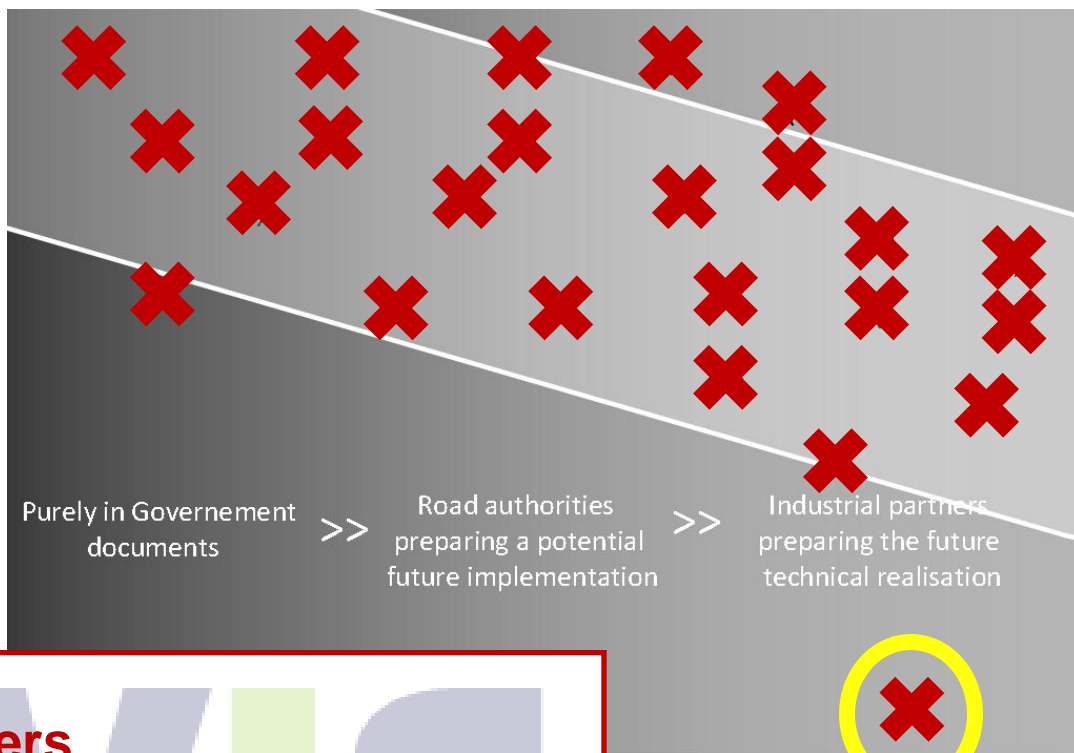 Purely in Governement
documents
>>
Road authorities
preparing a potential
future implementation
>>
Industrial partners
preparing the future
technical realisation
ers